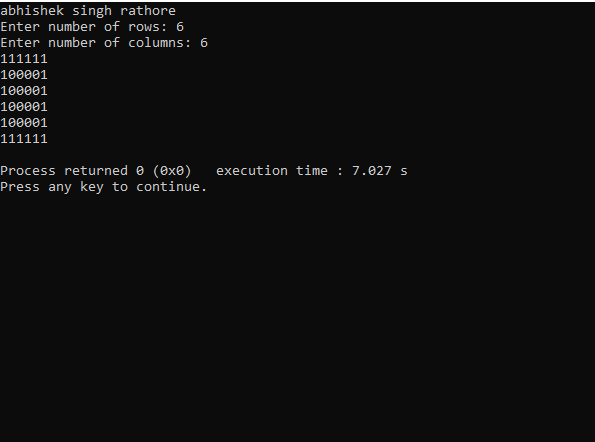 abhishek singh rathore
Enter number of rows: 6
Enter number of columns: 6
111111
100001
100001
100001
100001
111111
Process returned 0 (0x0)   execution time : 7.027 s
Press any key to continue.